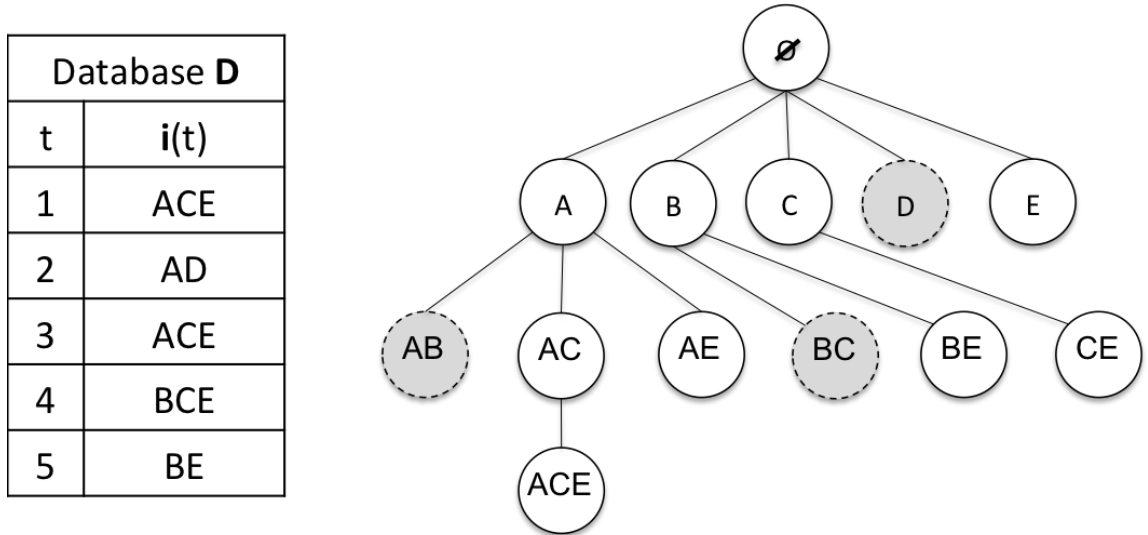 Database D
t i(t)
1 ACE
2 AD
3 ACE
4 BCE
5 BE
Ø
A B C D E
AB AC AE BC BE CE
ACE